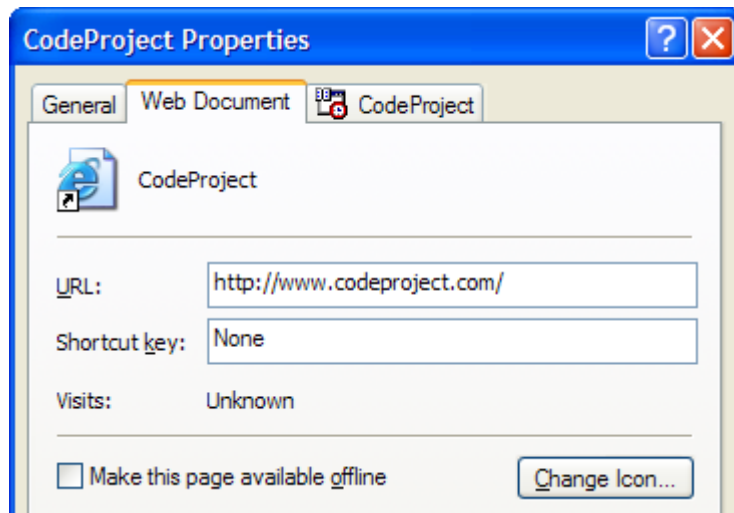 CodeProject Properties
General Web Document CodeProject
CodeProject
URL: http://www.codeproject.com/
Shortcut key: None
Visits: Unknown
Make this page available offline Change Icon...